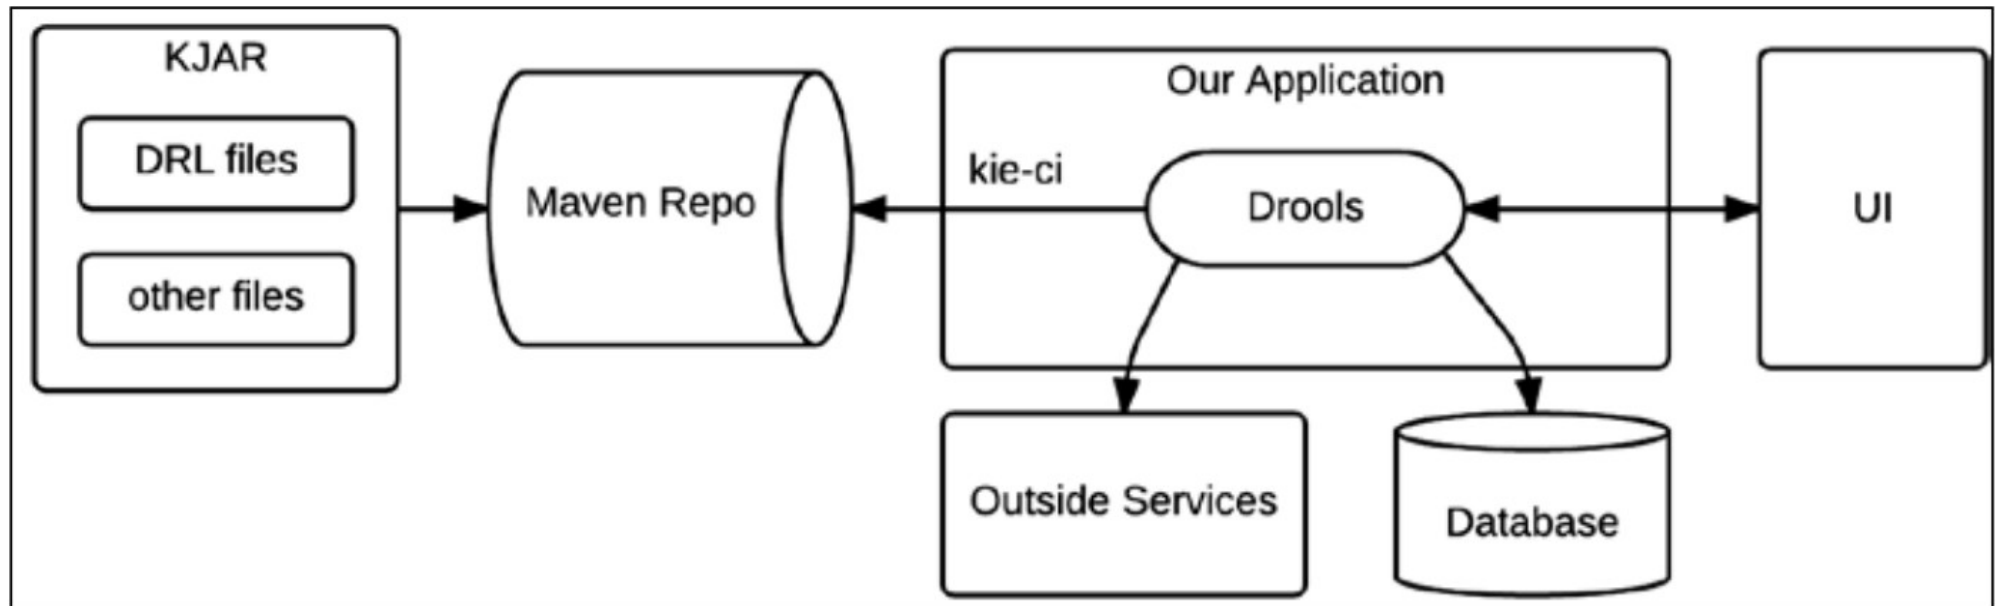 KJAR
DRL files
other files
Maven Repo
Our Application
kie-ci
Drools
UI
Outside Services
Database